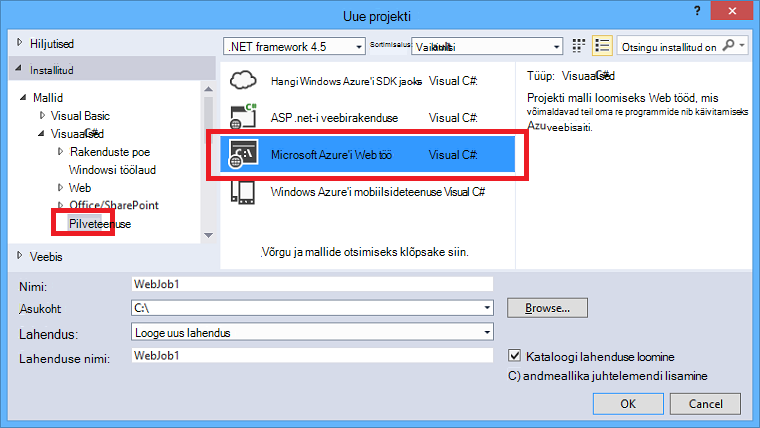 Uue projekti
Hiljutised
Installitud
Mallid
Visual Basic
Visuaalsed C#:
Rakenduste poe
Windowsi töölaud
Web
Office/SharePoint
Pilveteenuse
Veebis
.NET framework 4.5
Sortimiselus:
Otsingu installitud on
Hangi Windows Azure'i SDK jaoks Visual C#:
ASP .net-i veebirakenduse Visual C#:
Microsoft Azure'i Web töö Visual C#:
Windows Azure'i mobiilsideteenuse Visual C#
Võrgu ja mallide otsimiseks klõpsake siin.
Tüüp: Visuaalsed C#:
Projekti malli loomiseks Web tööd, mis
võimaldavad teil oma re programmide nib käivitamiseks
Azu veebisaiti.
Nimi: WebJob1
Asukoht: C:\
Browse...
Lahendus: Looge uus lahendus
Lahenduse nimi: WebJob1
Kataloogi lahenduse loomine
C) andmeallika juhtelemendi lisamine
OK
Cancel